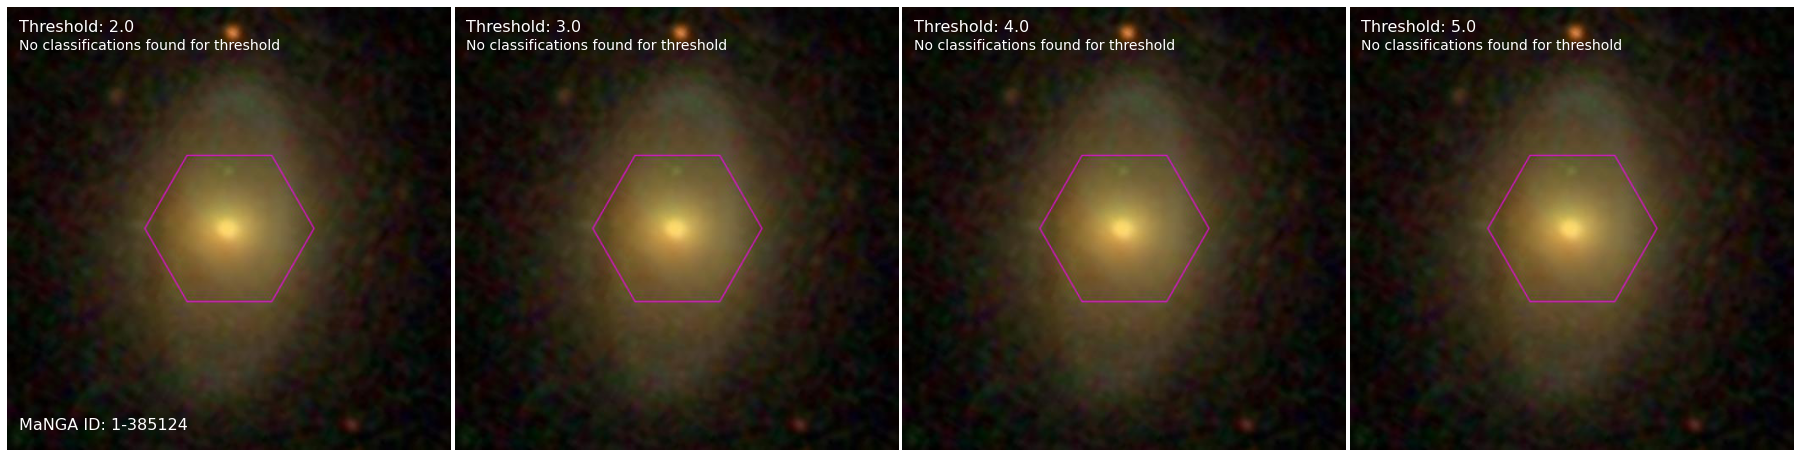 Threshold: 2.0
No classifications found for threshold
MaNGA ID: 1-385124
Threshold: 3.0
No classifications found for threshold
Threshold: 4.0
No classifications found for threshold
Threshold: 5.0
No classifications found for threshold